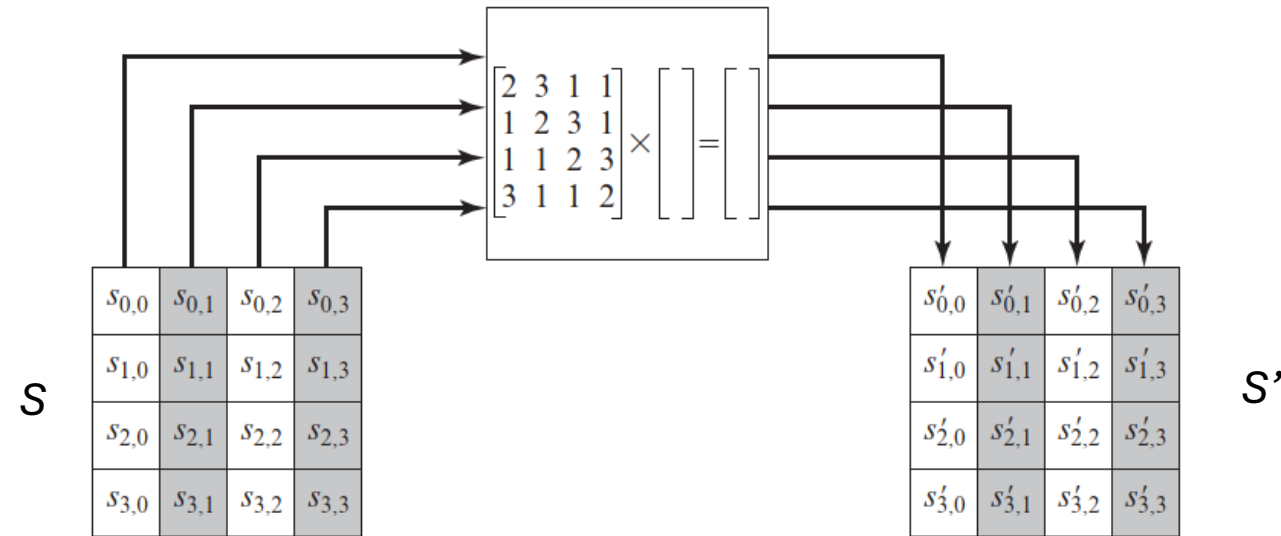 2 3 1 1
1 2 3 1
1 1 2 3
3 1 1 2
× =
s0,0 s0,1 s0,2 s0,3
s1,0 s1,1 s1,2 s1,3
s2,0 s2,1 s2,2 s2,3
s3,0 s3,1 s3,2 s3,3
S
s′0,0 s′0,1 s′0,2 s′0,3
s′1,0 s′1,1 s′1,2 s′1,3
s′2,0 s′2,1 s′2,2 s′2,3
s′3,0 s′3,1 s′3,2 s′3,3
S’